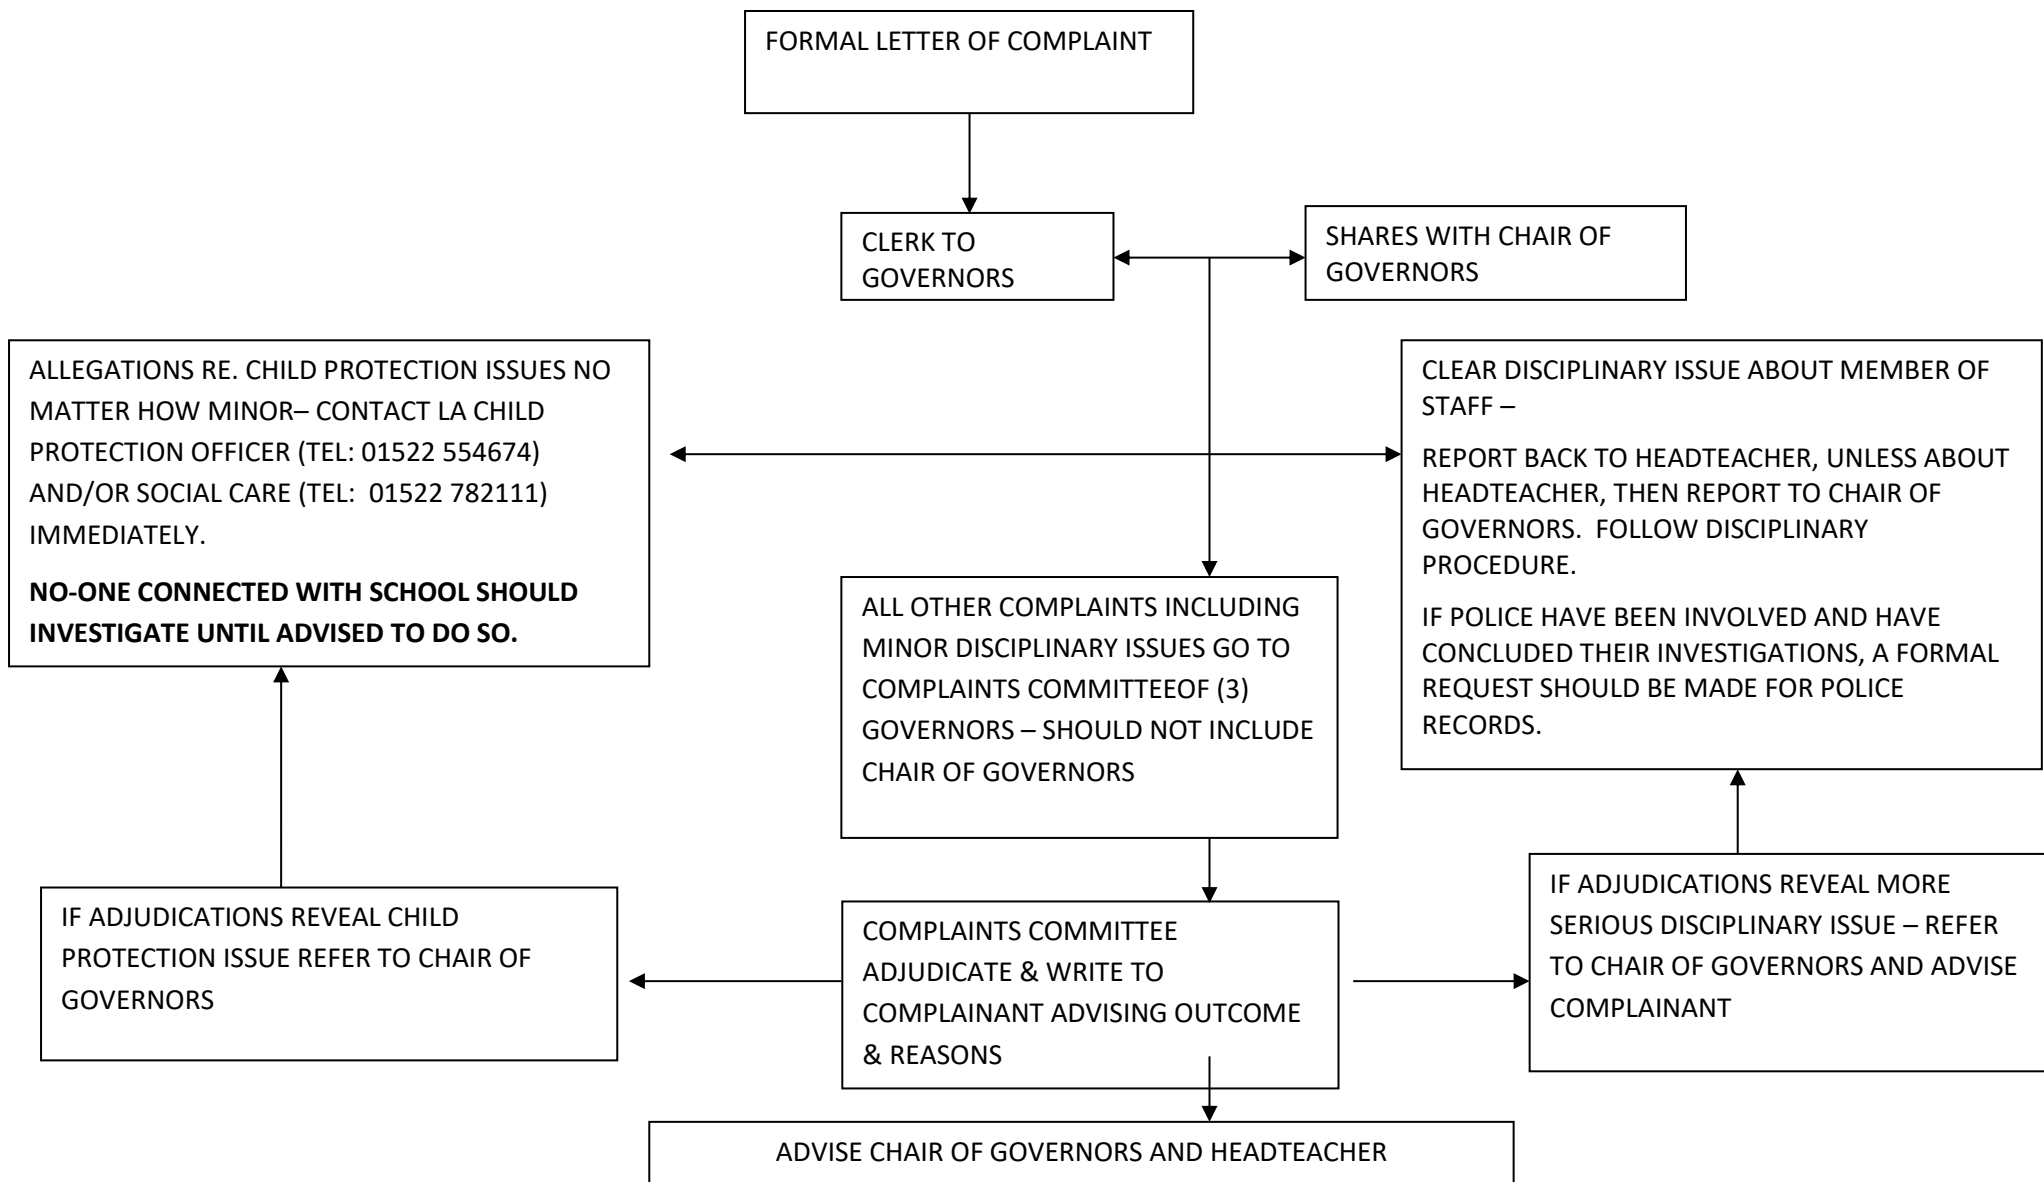 FORMAL LETTER OF COMPLAINT
CLERK TO
GOVERNORS
SHARES WITH CHAIR OF
GOVERNORS
ALLEGATIONS RE. CHILD PROTECTION ISSUES NO
MATTER HOW MINOR– CONTACT LA CHILD
PROTECTION OFFICER (TEL: 01522 554674)
AND/OR SOCIAL CARE (TEL:  01522 782111)
IMMEDIATELY.
NO-ONE CONNECTED WITH SCHOOL SHOULD
INVESTIGATE UNTIL ADVISED TO DO SO.
CLEAR DISCIPLINARY ISSUE ABOUT MEMBER OF
STAFF –
REPORT BACK TO HEADTEACHER, UNLESS ABOUT
HEADTEACHER, THEN REPORT TO CHAIR OF
GOVERNORS.  FOLLOW DISCIPLINARY
PROCEDURE.
IF POLICE HAVE BEEN INVOLVED AND HAVE
CONCLUDED THEIR INVESTIGATIONS, A FORMAL
REQUEST SHOULD BE MADE FOR POLICE
RECORDS.
ALL OTHER COMPLAINTS INCLUDING
MINOR DISCIPLINARY ISSUES GO TO
COMPLAINTS COMMITTEEOF (3)
GOVERNORS – SHOULD NOT INCLUDE
CHAIR OF GOVERNORS
IF ADJUDICATIONS REVEAL CHILD
PROTECTION ISSUE REFER TO CHAIR OF
GOVERNORS
COMPLAINTS COMMITTEE
ADJUDICATE & WRITE TO
COMPLAINANT ADVISING OUTCOME
& REASONS
IF ADJUDICATIONS REVEAL MORE
SERIOUS DISCIPLINARY ISSUE – REFER
TO CHAIR OF GOVERNORS AND ADVISE
COMPLAINANT
ADVISE CHAIR OF GOVERNORS AND HEADTEACHER